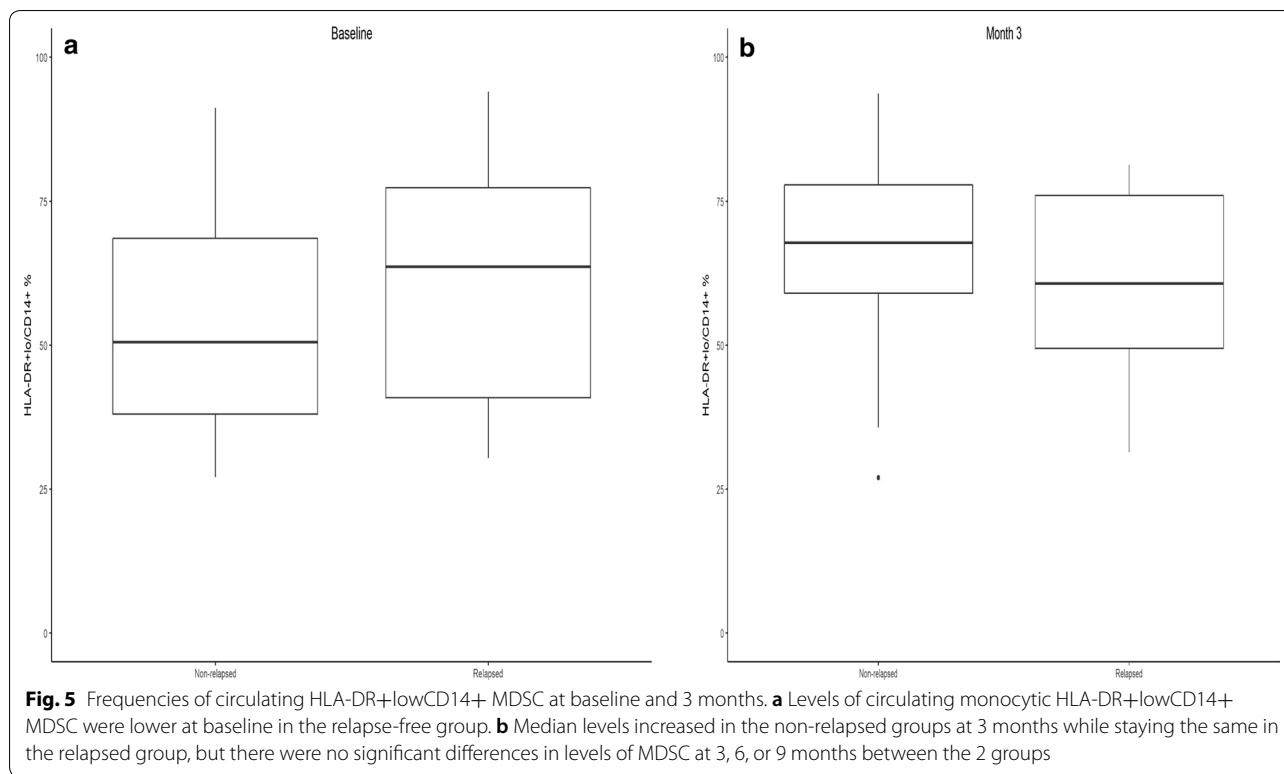 a
Baseline
100
75
50
25
0
HLA-DR+lo/CD14+ %
Non-relapsed
Relapsed
b
Month 3
100
75
50
25
0
HLA-DR+lo/CD14+ %
Non-relapsed
Relapsed
Fig. 5 Frequencies of circulating HLA-DR+lowCD14+ MDSC at baseline and 3 months. a Levels of circulating monocytic HLA-DR+lowCD14+
MDSC were lower at baseline in the relapse-free group. b Median levels increased in the non-relapsed groups at 3 months while staying the same in
the relapsed group, but there were no significant differences in levels of MDSC at 3, 6, or 9 months between the 2 groups